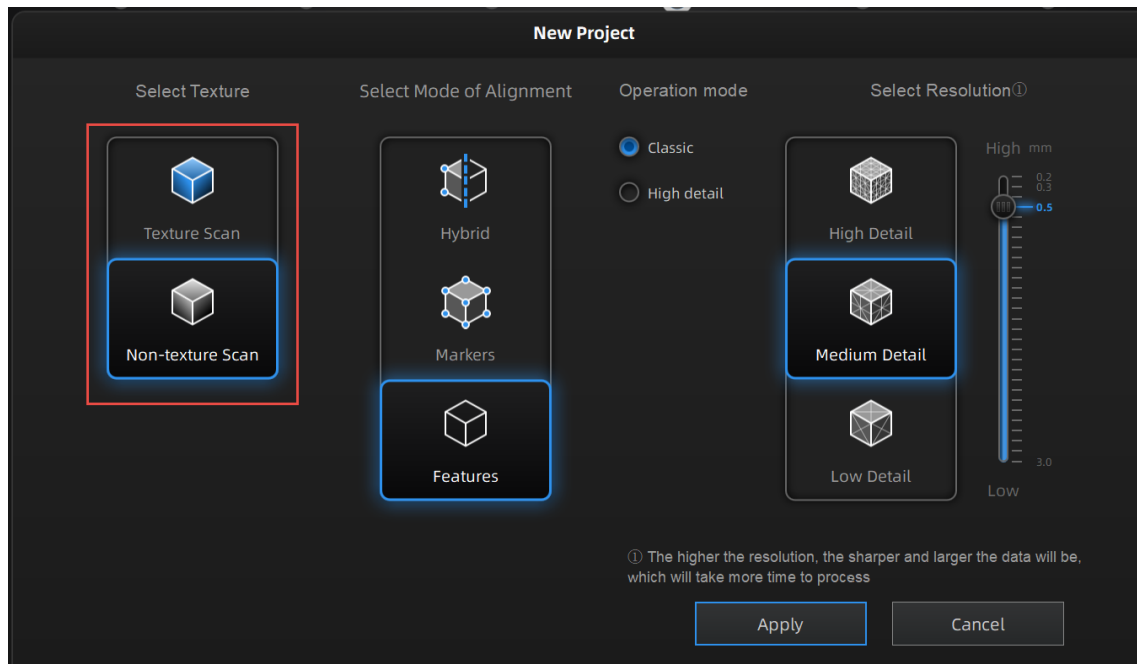 New Project
Select Texture
Texture Scan
Non-texture Scan
Select Mode of Alignment
Hybrid
Markers
Features
Operation mode
Classic
High detail
Select Resolution①
High Detail
Medium Detail
Low Detail
High mm
0.2
0.3
0.5
3.0
Low
① The higher the resolution, the sharper and larger the data will be,
which will take more time to process
Apply
Cancel